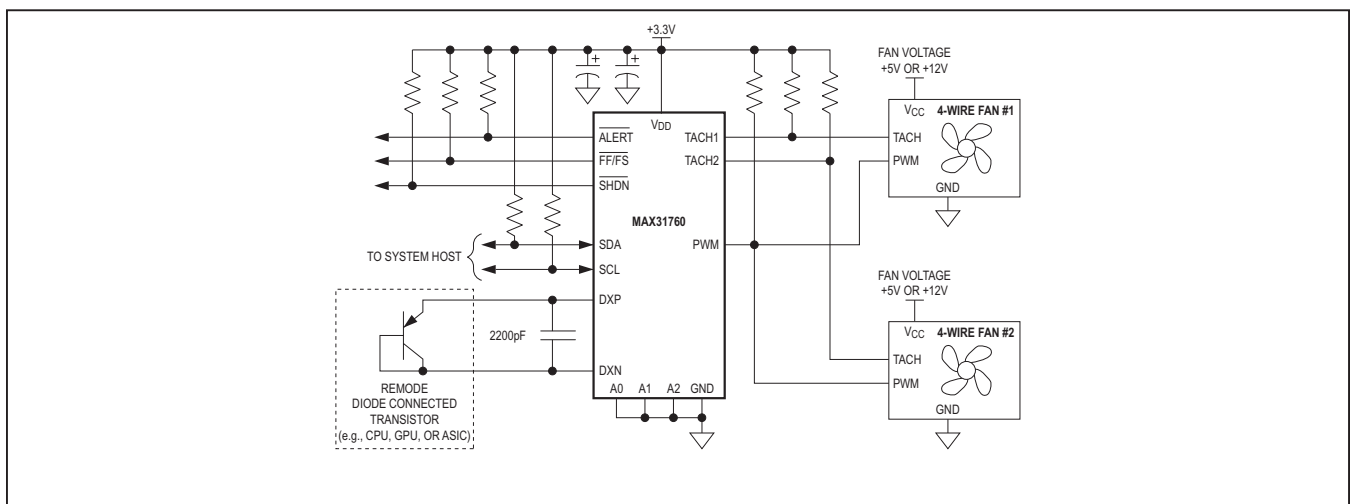 +3.3V
FAN VOLTAGE
+5V OR +12V
VCC 4-WIRE FAN #1
TACH
PWM
GND
VDD
ALERT
FF/FS
SHDN
TACH1
TACH2
MAX31760
SDA
SCL
PWM
TO SYSTEM HOST
DXP
DXN
2200pF
A0 A1 A2 GND
REMODE
DIODE CONNECTED
TRANSISTOR
(e.g., CPU, GPU, OR ASIC)
FAN VOLTAGE
+5V OR +12V
VCC 4-WIRE FAN #2
TACH
PWM
GND